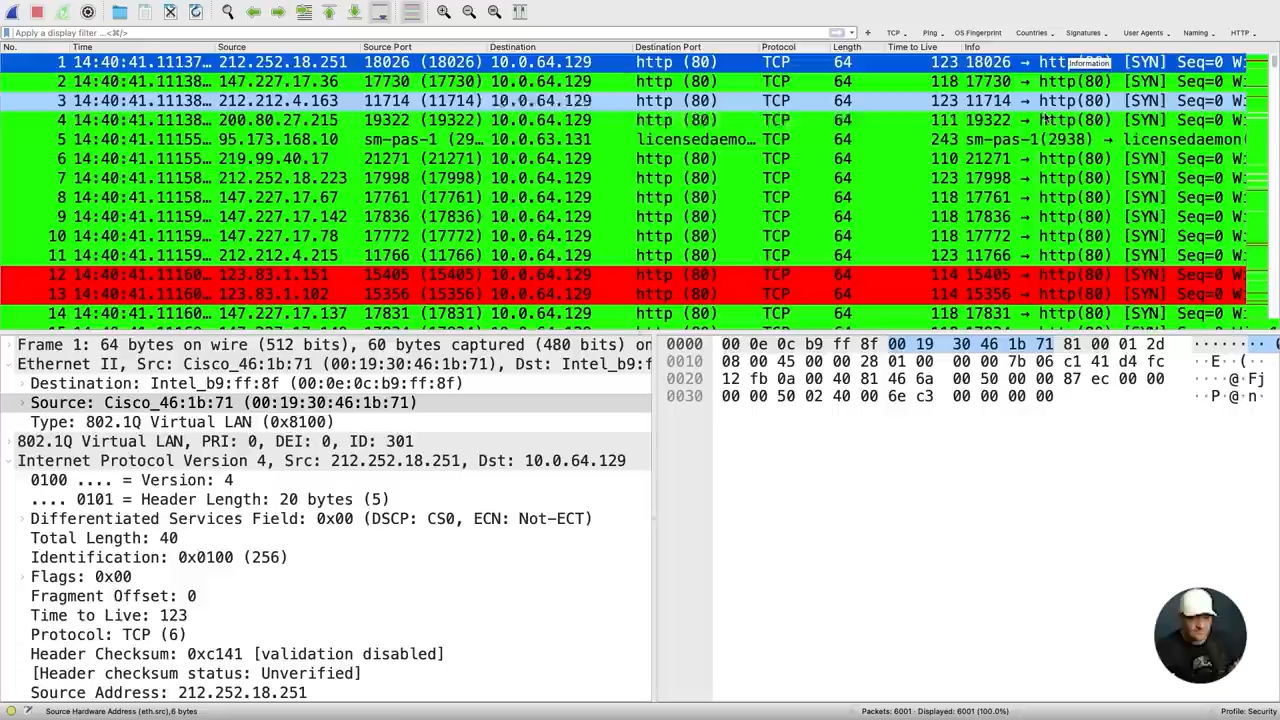 Apply a display filter ...<⌘/>
+ TCP Ping OS Fingerprint Countries Signatures User Agents Naming HTTP
No. Time Source Source Port Destination Destination Port Protocol Length Time to Live Info
1 14:40:41.11137… 212.252.18.251 18026 (18026) 10.0.64.129 http (80) TCP 64 123 18026 → htt [SYN] Seq=0 Wi
Information
2 14:40:41.11138… 147.227.17.36 17730 (17730) 10.0.64.129 http (80) TCP 64 118 17730 → http(80) [SYN] Seq=0 Wi
3 14:40:41.11138… 212.212.4.163 11714 (11714) 10.0.64.129 http (80) TCP 64 123 11714 → http(80) [SYN] Seq=0 Wi
4 14:40:41.11138… 200.80.27.215 19322 (19322) 10.0.64.129 http (80) TCP 64 111 19322 → http(80) [SYN] Seq=0 Wi
5 14:40:41.11155… 95.173.168.10 sm-pas-1 (29… 10.0.63.131 licensedaemo… TCP 64 243 sm-pas-1(2938) → licensedaemon(
6 14:40:41.11158… 219.99.40.17 21271 (21271) 10.0.64.129 http (80) TCP 64 110 21271 → http(80) [SYN] Seq=0 Wi
7 14:40:41.11158… 212.252.18.223 17998 (17998) 10.0.64.129 http (80) TCP 64 123 17998 → http(80) [SYN] Seq=0 Wi
8 14:40:41.11159… 147.227.17.67 17761 (17761) 10.0.64.129 http (80) TCP 64 118 17761 → http(80) [SYN] Seq=0 Wi
9 14:40:41.11159… 147.227.17.142 17836 (17836) 10.0.64.129 http (80) TCP 64 118 17836 → http(80) [SYN] Seq=0 Wi
10 14:40:41.11159… 147.227.17.78 17772 (17772) 10.0.64.129 http (80) TCP 64 118 17772 → http(80) [SYN] Seq=0 Wi
11 14:40:41.11159… 212.212.4.215 11766 (11766) 10.0.64.129 http (80) TCP 64 123 11766 → http(80) [SYN] Seq=0 Wi
12 14:40:41.11160… 123.83.1.151 15405 (15405) 10.0.64.129 http (80) TCP 64 114 15405 → http(80) [SYN] Seq=0 Wi
13 14:40:41.11160… 123.83.1.102 15356 (15356) 10.0.64.129 http (80) TCP 64 114 15356 → http(80) [SYN] Seq=0 Wi
14 14:40:41.11160… 147.227.17.137 17831 (17831) 10.0.64.129 http (80) TCP 64 118 17831 → http(80) [SYN] Seq=0 Wi
Frame 1: 64 bytes on wire (512 bits), 60 bytes captured (480 bits) on
Ethernet II, Src: Cisco_46:1b:71 (00:19:30:46:1b:71), Dst: Intel_b9:f
Destination: Intel_b9:ff:8f (00:0e:0c:b9:ff:8f)
Source: Cisco_46:1b:71 (00:19:30:46:1b:71)
Type: 802.1Q Virtual LAN (0x8100)
802.1Q Virtual LAN, PRI: 0, DEI: 0, ID: 301
Internet Protocol Version 4, Src: 212.252.18.251, Dst: 10.0.64.129
0100 .... = Version: 4
.... 0101 = Header Length: 20 bytes (5)
Differentiated Services Field: 0x00 (DSCP: CS0, ECN: Not-ECT)
Total Length: 40
Identification: 0x0100 (256)
Flags: 0x00
Fragment Offset: 0
Time to Live: 123
Protocol: TCP (6)
Header Checksum: 0xc141 [validation disabled]
[Header checksum status: Unverified]
Source Address: 212.252.18.251
0000 00 0e 0c b9 ff 8f 00 19 30 46 1b 71 81 00 01 2d ········ 0
0010 08 00 45 00 00 28 01 00 00 00 7b 06 c1 41 d4 fc ··E··(··
0020 12 fb 0a 00 40 81 46 6a 00 50 00 00 87 ec 00 00 ····@·Fj
0030 00 00 50 02 40 00 6e c3 00 00 00 00 ··P·@·n·
Source Hardware Address (eth.src), 6 bytes
Packets: 6001 · Displayed: 6001 (100.0%)
Profile: Security